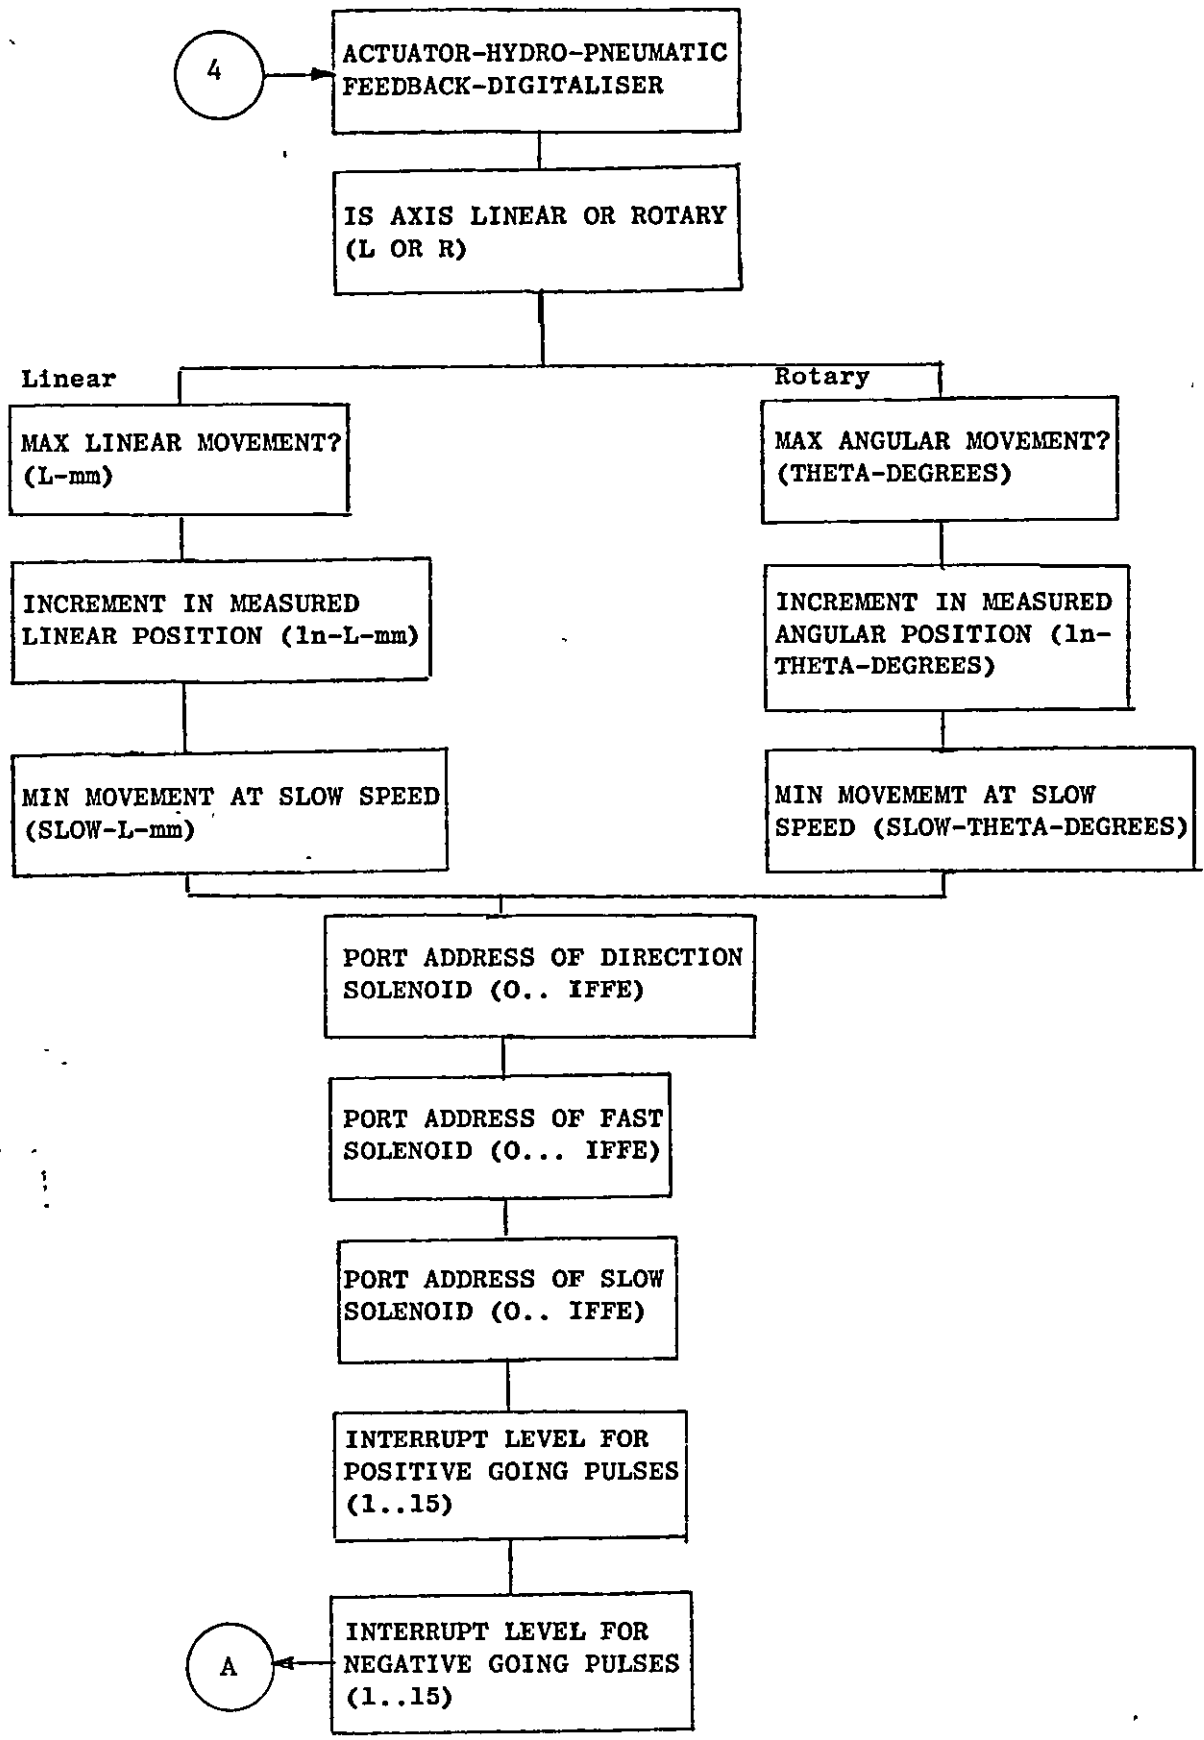 4
ACTUATOR-HYDRO-PNEUMATIC
FEEDBACK-DIGITALISER
IS AXIS LINEAR OR ROTARY
(L OR R)
Linear
MAX LINEAR MOVEMENT?
(L-mm)
INCREMENT IN MEASURED
LINEAR POSITION (ln-L-mm)
MIN MOVEMENT AT SLOW SPEED
(SLOW-L-mm)
Rotary
MAX ANGULAR MOVEMENT?
(THETA-DEGREES)
INCREMENT IN MEASURED
ANGULAR POSITION (ln-
THETA-DEGREES)
MIN MOVEMEMT AT SLOW
SPEED (SLOW-THETA-DEGREES)
PORT ADDRESS OF DIRECTION
SOLENOID (O.. IFFE)
PORT ADDRESS OF FAST
SOLENOID (O... IFFE)
PORT ADDRESS OF SLOW
SOLENOID (O.. IFFE)
INTERRUPT LEVEL FOR
POSITIVE GOING PULSES
(1..15)
INTERRUPT LEVEL FOR
NEGATIVE GOING PULSES
(1..15)
A